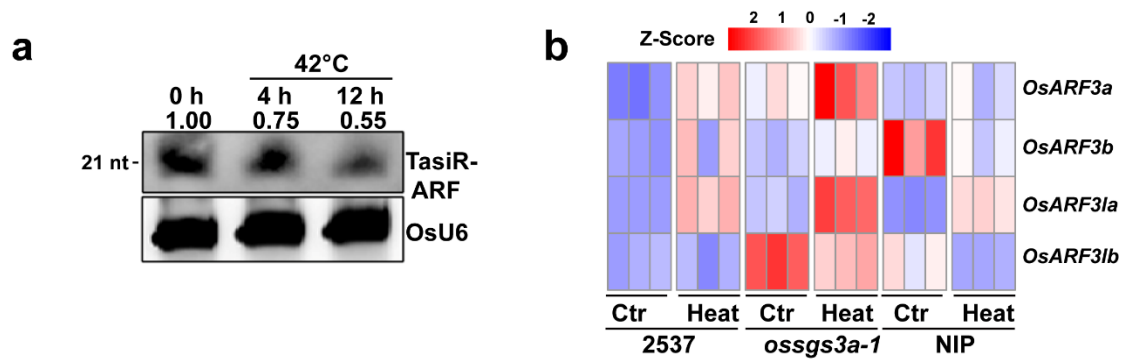 a
42°C
0 h 4 h 12 h
1.00 0.75 0.55
21 nt-
TasiR-
ARF
OsU6
b
2 1 0 -1 -2
Z-Score
OsARF3a
OsARF3b
OsARF3la
OsARF3lb
Ctr Heat Ctr Heat Ctr Heat
2537 ossgs3a-1 NIP